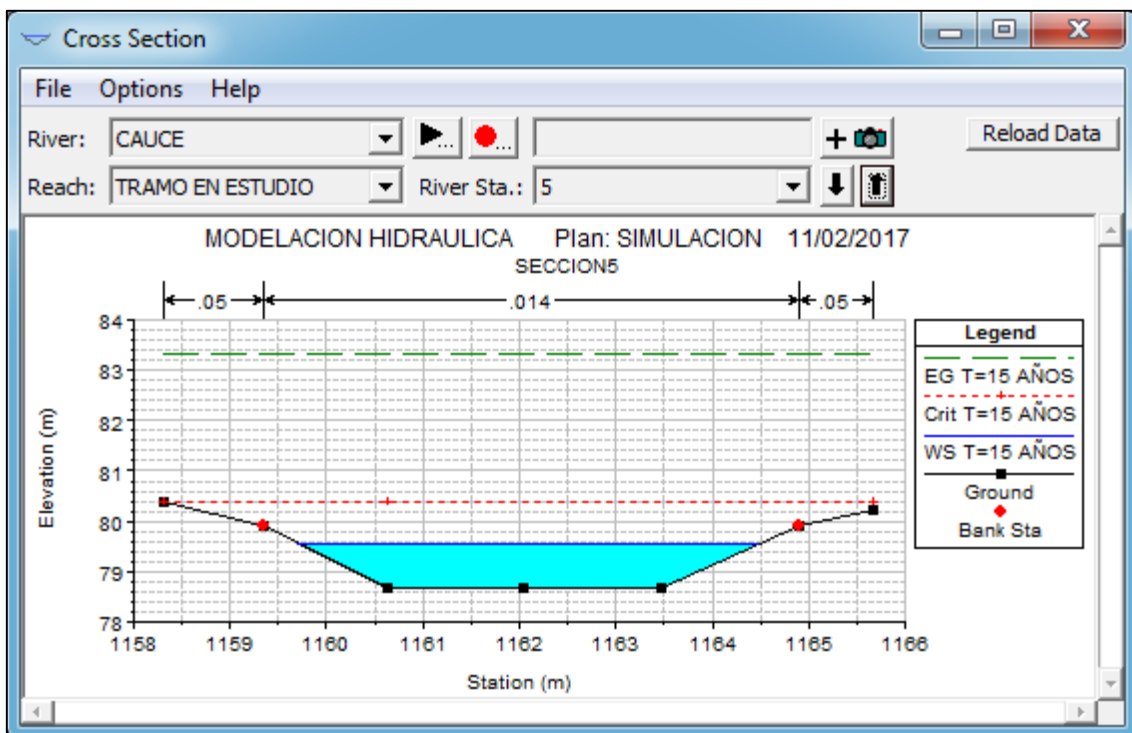 Cross Section
File Options Help
River: CAUCE ... ... + Reload Data
Reach: TRAMO EN ESTUDIO River Sta.: 5
MODELACION HIDRAULICA Plan: SIMULACION 11/02/2017
SECCION5
.05 .014 .05
84
83
82
81
80
79
78
1158 1159 1160 1161 1162 1163 1164 1165 1166
Elevation (m)
Station (m)
Legend
EG T=15 AÑOS
Crit T=15 AÑOS
WS T=15 AÑOS
Ground
Bank Sta